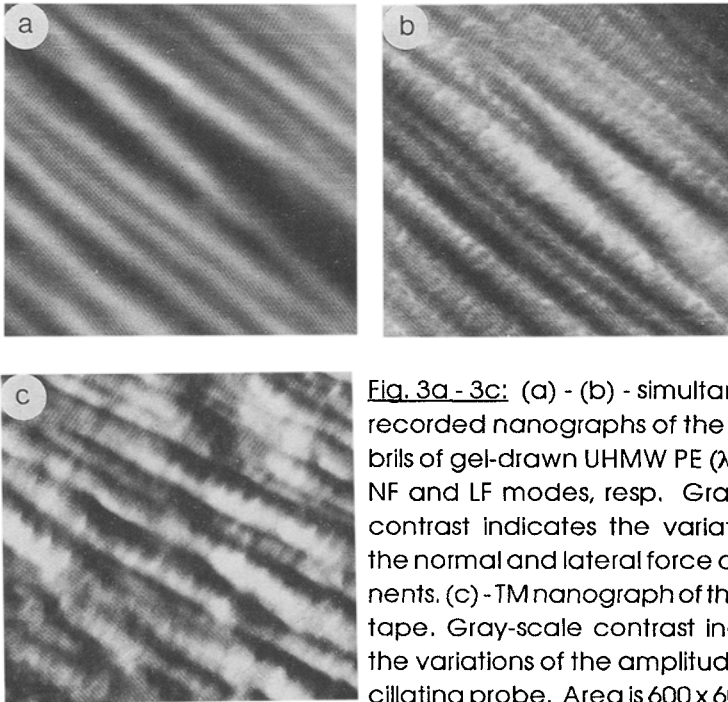 a
b
c
Fig. 3a - 3c: (a) - (b) - simultan
recorded nanographs of the
brils of gel-drawn UHMW PE (λ
NF and LF modes, resp. Gra
contrast indicates the variat
the normal and lateral force c
nents. (c) - TM nanograph of th
tape. Gray-scale contrast in
the variations of the amplitud
cillating probe. Area is 600 x 6